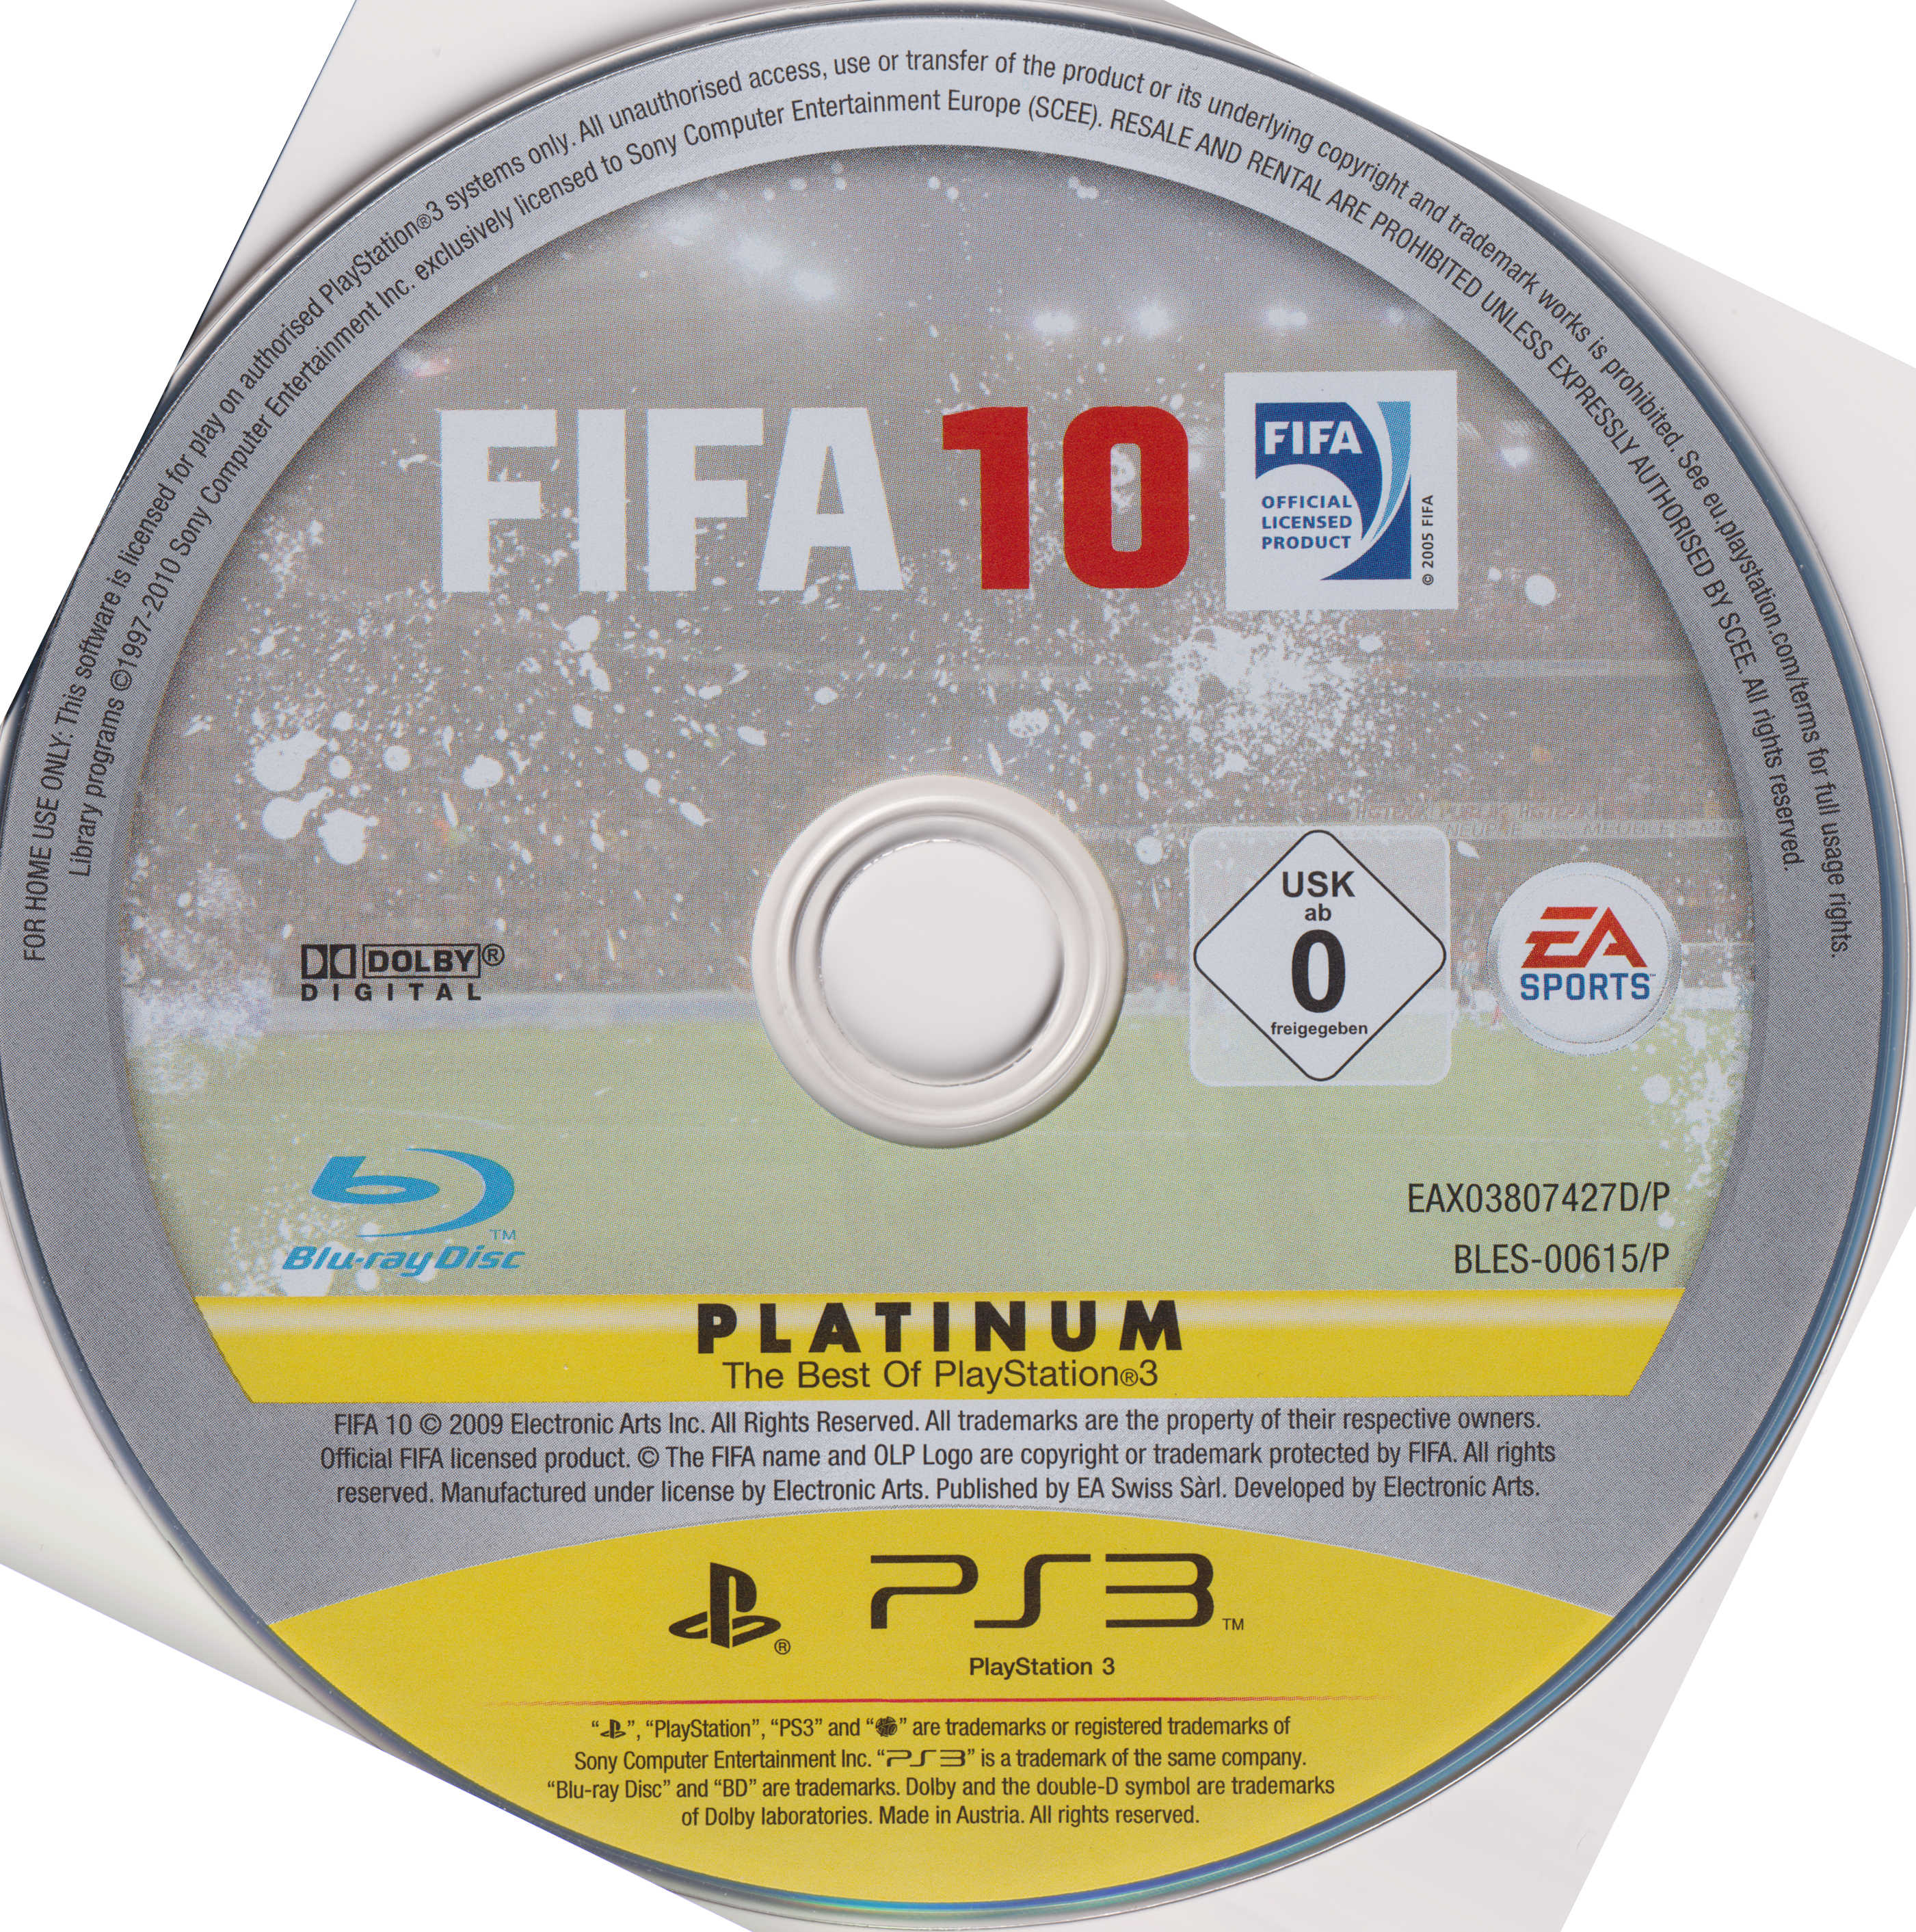 FOR HOME USE ONLY: This software is licensed for play on authorised PlayStation®3 systems only. All unauthorised access, use or transfer of the product or its underlying copyright and trademark works is prohibited. See eu.playstation.com/terms for full usage rights.
Library programs ©1997-2010 Sony Computer Entertainment Inc. exclusively licensed to Sony Computer Entertainment Europe (SCEE). RESALE AND RENTAL ARE PROHIBITED UNLESS EXPRESSLY AUTHORISED BY SCEE. All rights reserved.
FIFA 10
FIFA
OFFICIAL
LICENSED
PRODUCT
© 2005 FIFA
USK
ab
0
freigegeben
EA
SPORTS™
DOLBY®
DIGITAL
Blu-ray Disc™
EAX03807427D/P
BLES-00615/P
PLATINUM
The Best Of PlayStation®3
FIFA 10 © 2009 Electronic Arts Inc. All Rights Reserved. All trademarks are the property of their respective owners.
Official FIFA licensed product. © The FIFA name and OLP Logo are copyright or trademark protected by FIFA. All rights
reserved. Manufactured under license by Electronic Arts. Published by EA Swiss Sàrl. Developed by Electronic Arts.
® PS3™
PlayStation 3
“ ”, “PlayStation”, “PS3” and “ ” are trademarks or registered trademarks of
Sony Computer Entertainment Inc. “PS3” is a trademark of the same company.
“Blu-ray Disc” and “BD” are trademarks. Dolby and the double-D symbol are trademarks
of Dolby laboratories. Made in Austria. All rights reserved.